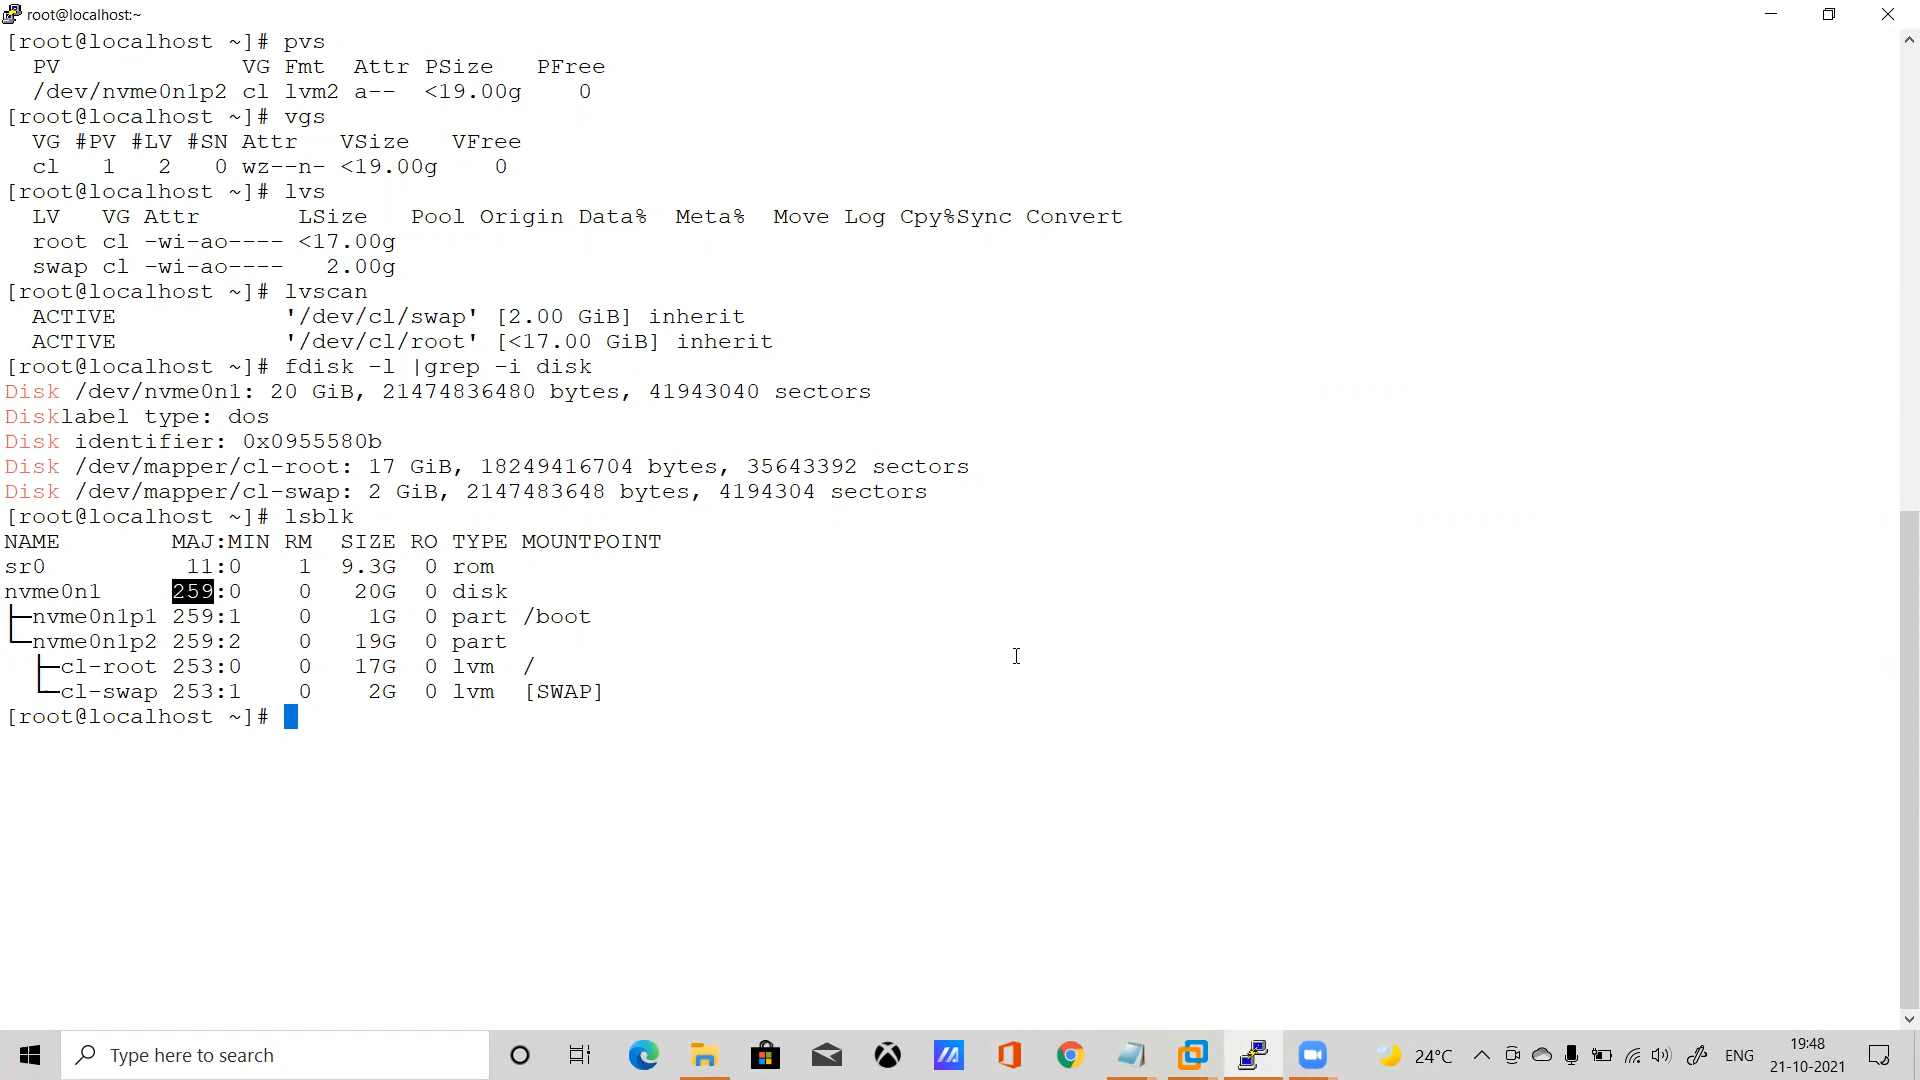 root@localhost:~
[root@localhost ~]# pvs
  PV             VG Fmt  Attr PSize   PFree
  /dev/nvme0n1p2 cl lvm2 a--  <19.00g    0
[root@localhost ~]# vgs
  VG #PV #LV #SN Attr   VSize   VFree
  cl   1   2   0 wz--n- <19.00g    0
[root@localhost ~]# lvs
  LV   VG Attr       LSize   Pool Origin Data%  Meta%  Move Log Cpy%Sync Convert
  root cl -wi-ao---- <17.00g
  swap cl -wi-ao----   2.00g
[root@localhost ~]# lvscan
  ACTIVE            '/dev/cl/swap' [2.00 GiB] inherit
  ACTIVE            '/dev/cl/root' [<17.00 GiB] inherit
[root@localhost ~]# fdisk -l |grep -i disk
Disk /dev/nvme0n1: 20 GiB, 21474836480 bytes, 41943040 sectors
Disklabel type: dos
Disk identifier: 0x0955580b
Disk /dev/mapper/cl-root: 17 GiB, 18249416704 bytes, 35643392 sectors
Disk /dev/mapper/cl-swap: 2 GiB, 2147483648 bytes, 4194304 sectors
[root@localhost ~]# lsblk
NAME        MAJ:MIN RM  SIZE RO TYPE MOUNTPOINT
sr0          11:0    1  9.3G  0 rom
nvme0n1     259:0    0   20G  0 disk
├─nvme0n1p1 259:1    0    1G  0 part /boot
└─nvme0n1p2 259:2    0   19G  0 part
  ├─cl-root 253:0    0   17G  0 lvm  /
  └─cl-swap 253:1    0    2G  0 lvm  [SWAP]
[root@localhost ~]#
Type here to search
24°C
ENG
19:48
21-10-2021